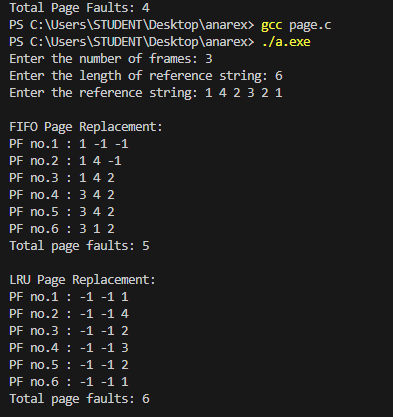 Total Page Faults: 4
PS C:\Users\STUDENT\Desktop\anarex> gcc page.c
PS C:\Users\STUDENT\Desktop\anarex> ./a.exe
Enter the number of frames: 3
Enter the length of reference string: 6
Enter the reference string: 1 4 2 3 2 1

FIFO Page Replacement:
PF no.1 : 1 -1 -1
PF no.2 : 1 4 -1
PF no.3 : 1 4 2
PF no.4 : 3 4 2
PF no.5 : 3 4 2
PF no.6 : 3 1 2
Total page faults: 5

LRU Page Replacement:
PF no.1 : -1 -1 1
PF no.2 : -1 -1 4
PF no.3 : -1 -1 2
PF no.4 : -1 -1 3
PF no.5 : -1 -1 2
PF no.6 : -1 -1 1
Total page faults: 6